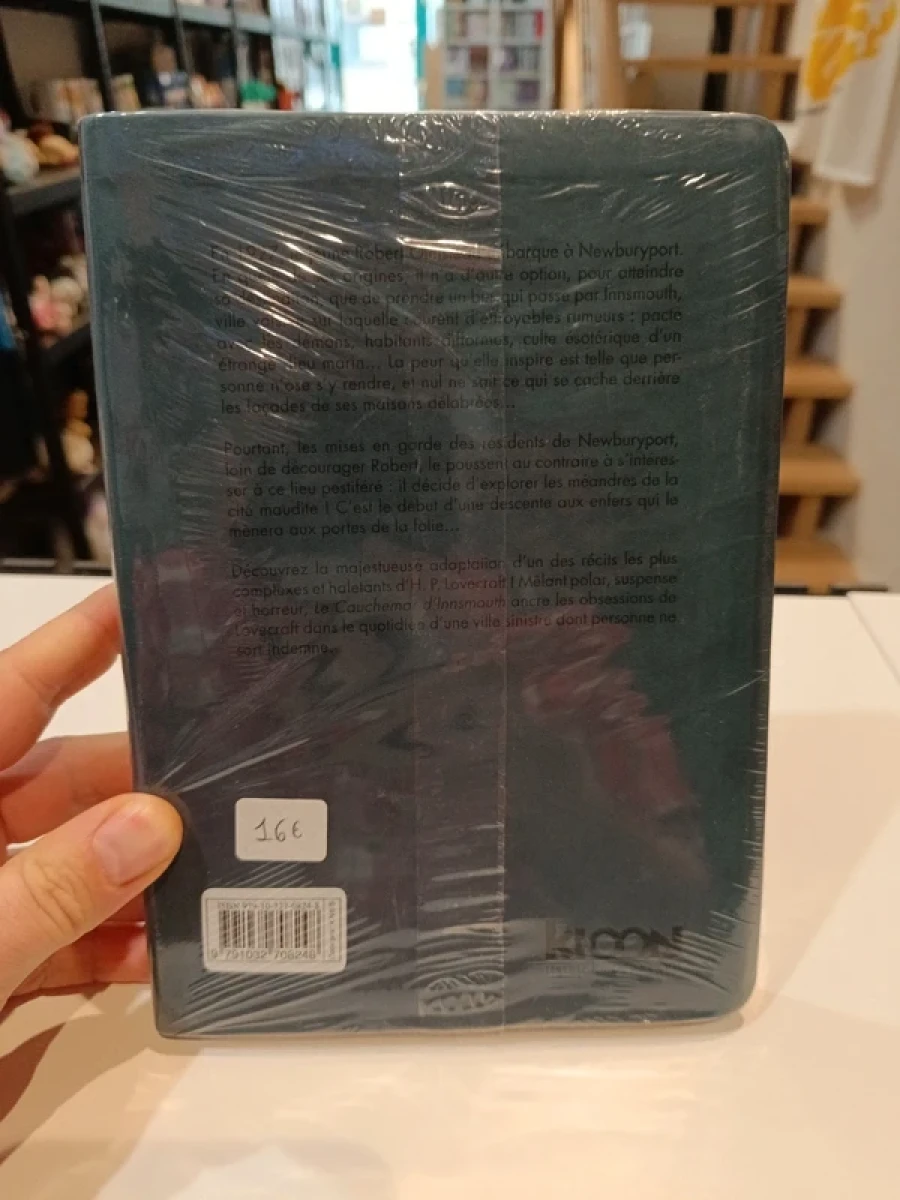 En 1927, le jeune Robert Olmstead débarque à Newburyport.
En quête de ses origines, il n'a d'autre option, pour atteindre
sa destination, que de prendre un bus qui passe par Innsmouth,
ville voisine sur laquelle courent d'effroyables rumeurs : pacte
avec les démons, habitants difformes, culte ésotérique d'un
étrange dieu marin... La peur qu'elle inspire est telle que per-
sonne n'ose s'y rendre, et nul ne sait ce qui se cache derrière
les façades de ses maisons délabrées...
Pourtant, les mises en garde des résidents de Newburyport,
loin de décourager Robert, le poussent au contraire à s'intéres-
ser à ce lieu pestiféré : il décide d'explorer les méandres de la
cité maudite ! C'est le début d'une descente aux enfers qui le
mènera aux portes de la folie...
Découvrez la majestueuse adaptation d'un des récits les plus
complexes et haletants d'H. P. Lovecraft ! Mêlant polar, suspense
et horreur, Le Cauchemar d'Innsmouth ancre les obsessions de
Lovecraft dans le quotidien d'une ville sinistre dont personne ne
sort indemne.
16€
9 791032 708248
KI-OON